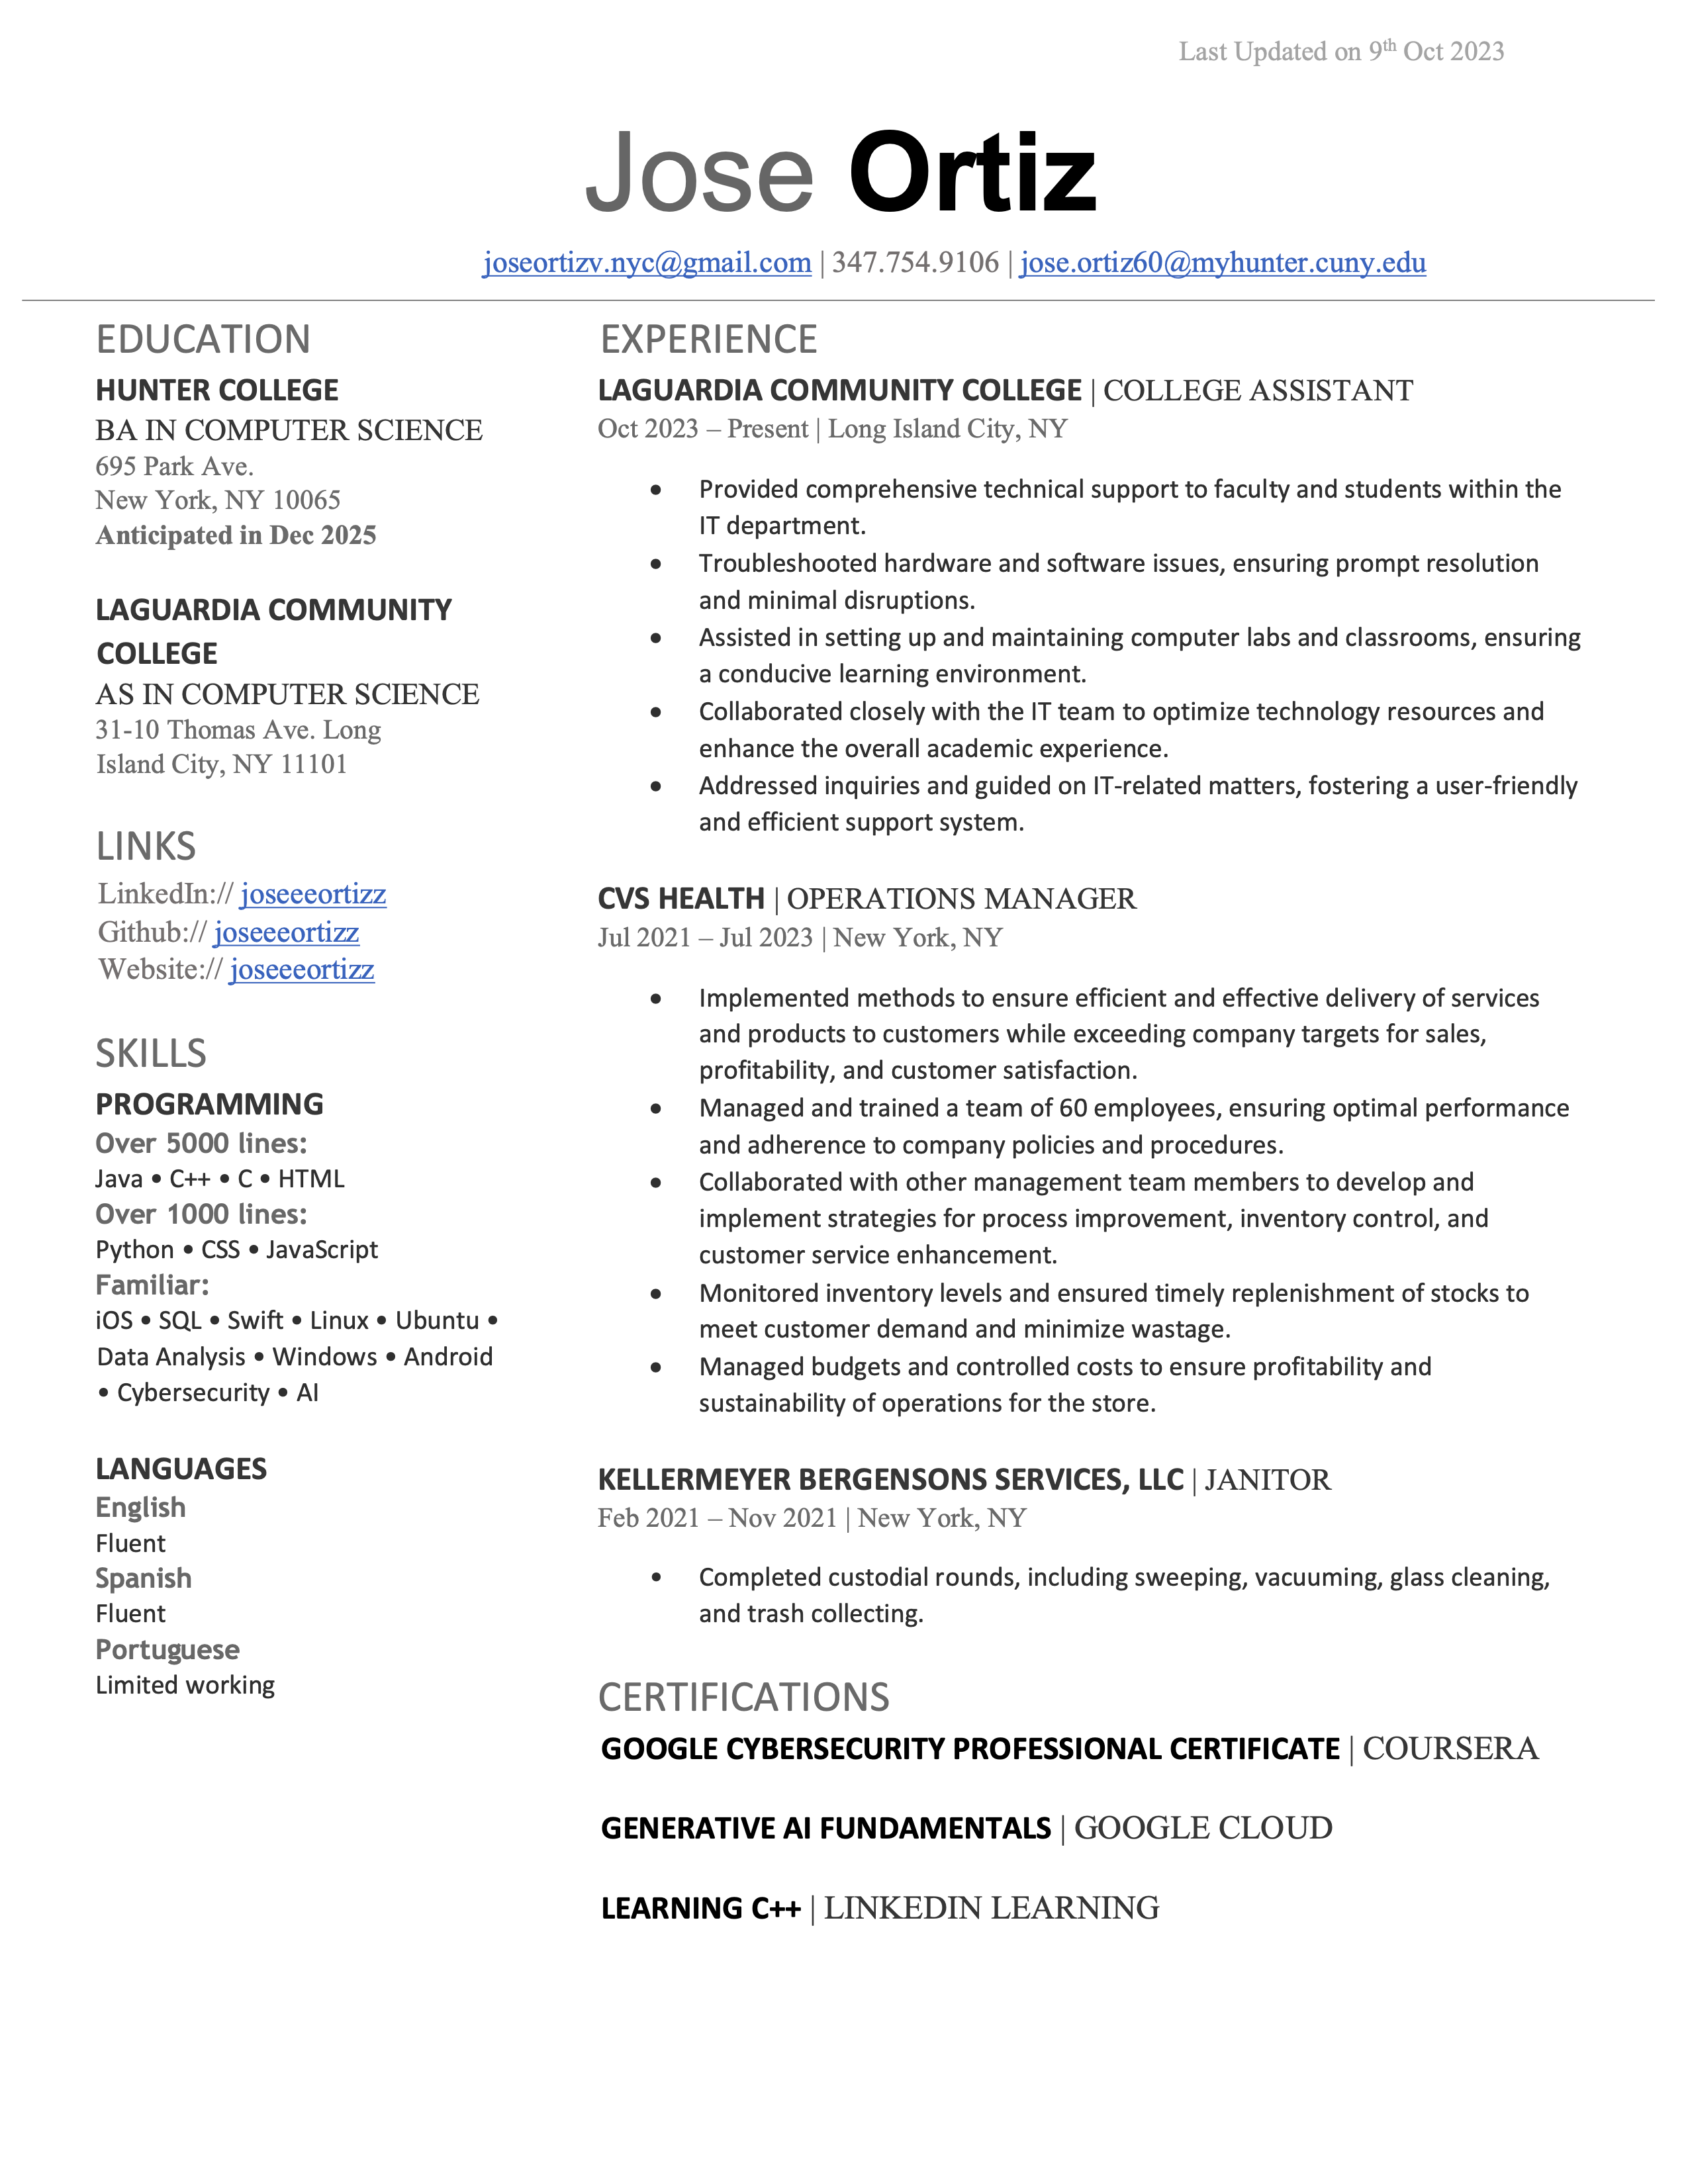 Last Updated on 9th Oct 2023
Jose Ortiz
joseortizv.nyc@gmail.com | 347.754.9106 | jose.ortiz60@myhunter.cuny.edu
EDUCATION
HUNTER COLLEGE
BA IN COMPUTER SCIENCE
695 Park Ave.
New York, NY 10065
Anticipated in Dec 2025
LAGUARDIA COMMUNITY
COLLEGE
AS IN COMPUTER SCIENCE
31-10 Thomas Ave. Long
Island City, NY 11101
LINKS
LinkedIn:// joseeeortizz
Github:// joseeeortizz
Website:// joseeeortizz
SKILLS
PROGRAMMING
Over 5000 lines:
Java • C++ • C • HTML
Over 1000 lines:
Python • CSS • JavaScript
Familiar:
iOS • SQL • Swift • Linux • Ubuntu •
Data Analysis • Windows • Android
• Cybersecurity • AI
LANGUAGES
English
Fluent
Spanish
Fluent
Portuguese
Limited working
EXPERIENCE
LAGUARDIA COMMUNITY COLLEGE | COLLEGE ASSISTANT
Oct 2023 – Present | Long Island City, NY
• Provided comprehensive technical support to faculty and students within the
IT department.
• Troubleshooted hardware and software issues, ensuring prompt resolution
and minimal disruptions.
• Assisted in setting up and maintaining computer labs and classrooms, ensuring
a conducive learning environment.
• Collaborated closely with the IT team to optimize technology resources and
enhance the overall academic experience.
• Addressed inquiries and guided on IT-related matters, fostering a user-friendly
and efficient support system.
CVS HEALTH | OPERATIONS MANAGER
Jul 2021 – Jul 2023 | New York, NY
• Implemented methods to ensure efficient and effective delivery of services
and products to customers while exceeding company targets for sales,
profitability, and customer satisfaction.
• Managed and trained a team of 60 employees, ensuring optimal performance
and adherence to company policies and procedures.
• Collaborated with other management team members to develop and
implement strategies for process improvement, inventory control, and
customer service enhancement.
• Monitored inventory levels and ensured timely replenishment of stocks to
meet customer demand and minimize wastage.
• Managed budgets and controlled costs to ensure profitability and
sustainability of operations for the store.
KELLERMEYER BERGENSONS SERVICES, LLC | JANITOR
Feb 2021 – Nov 2021 | New York, NY
• Completed custodial rounds, including sweeping, vacuuming, glass cleaning,
and trash collecting.
CERTIFICATIONS
GOOGLE CYBERSECURITY PROFESSIONAL CERTIFICATE | COURSERA
GENERATIVE AI FUNDAMENTALS | GOOGLE CLOUD
LEARNING C++ | LINKEDIN LEARNING